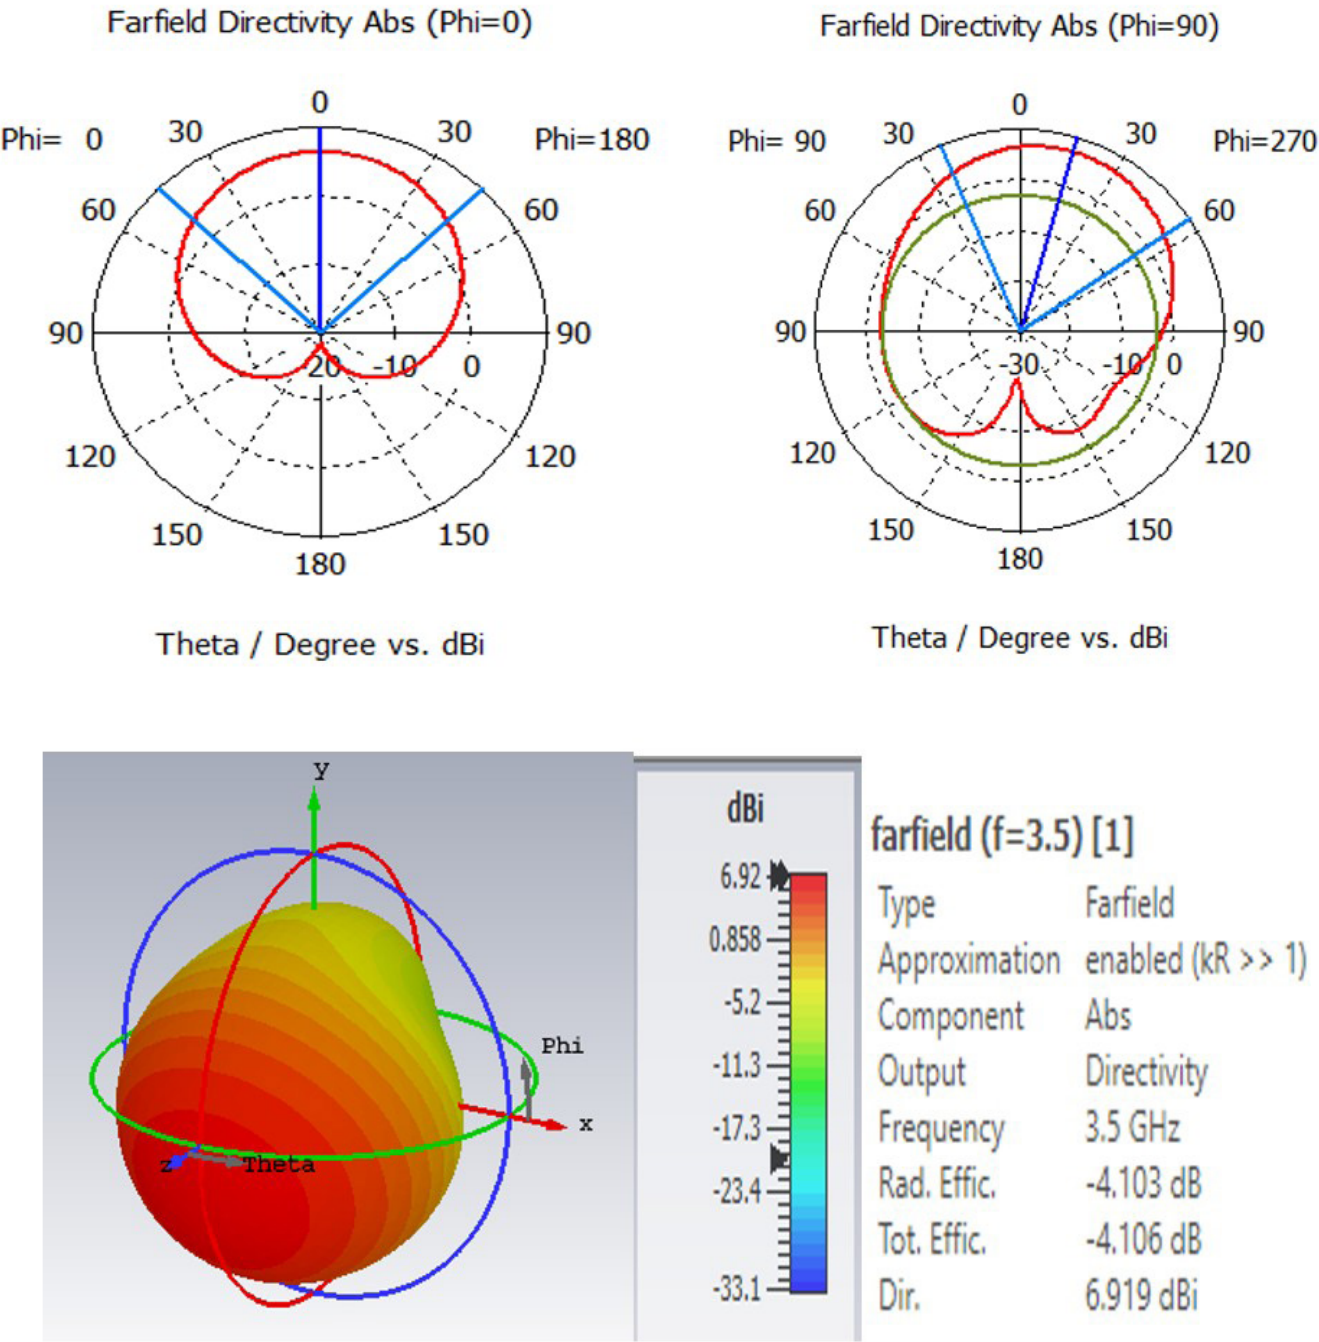 Farfield Directivity Abs (Phi=0)
0
30
30
Phi= 0
Phi=180
60
60
90
90
20
-10
0
120
120
150
150
180
Theta / Degree vs. dBi
Farfield Directivity Abs (Phi=90)
0
30
30
Phi= 90
Phi=270
60
60
90
90
-30
-10
0
120
120
150
150
180
Theta / Degree vs. dBi
y
Phi
x
z
Theta
dBi
6.92
0.858
-5.2
-11.3
-17.3
-23.4
-33.1
farfield (f=3.5) [1]
Type Farfield
Approximation enabled (kR >> 1)
Component Abs
Output Directivity
Frequency 3.5 GHz
Rad. Effic. -4.103 dB
Tot. Effic. -4.106 dB
Dir. 6.919 dBi